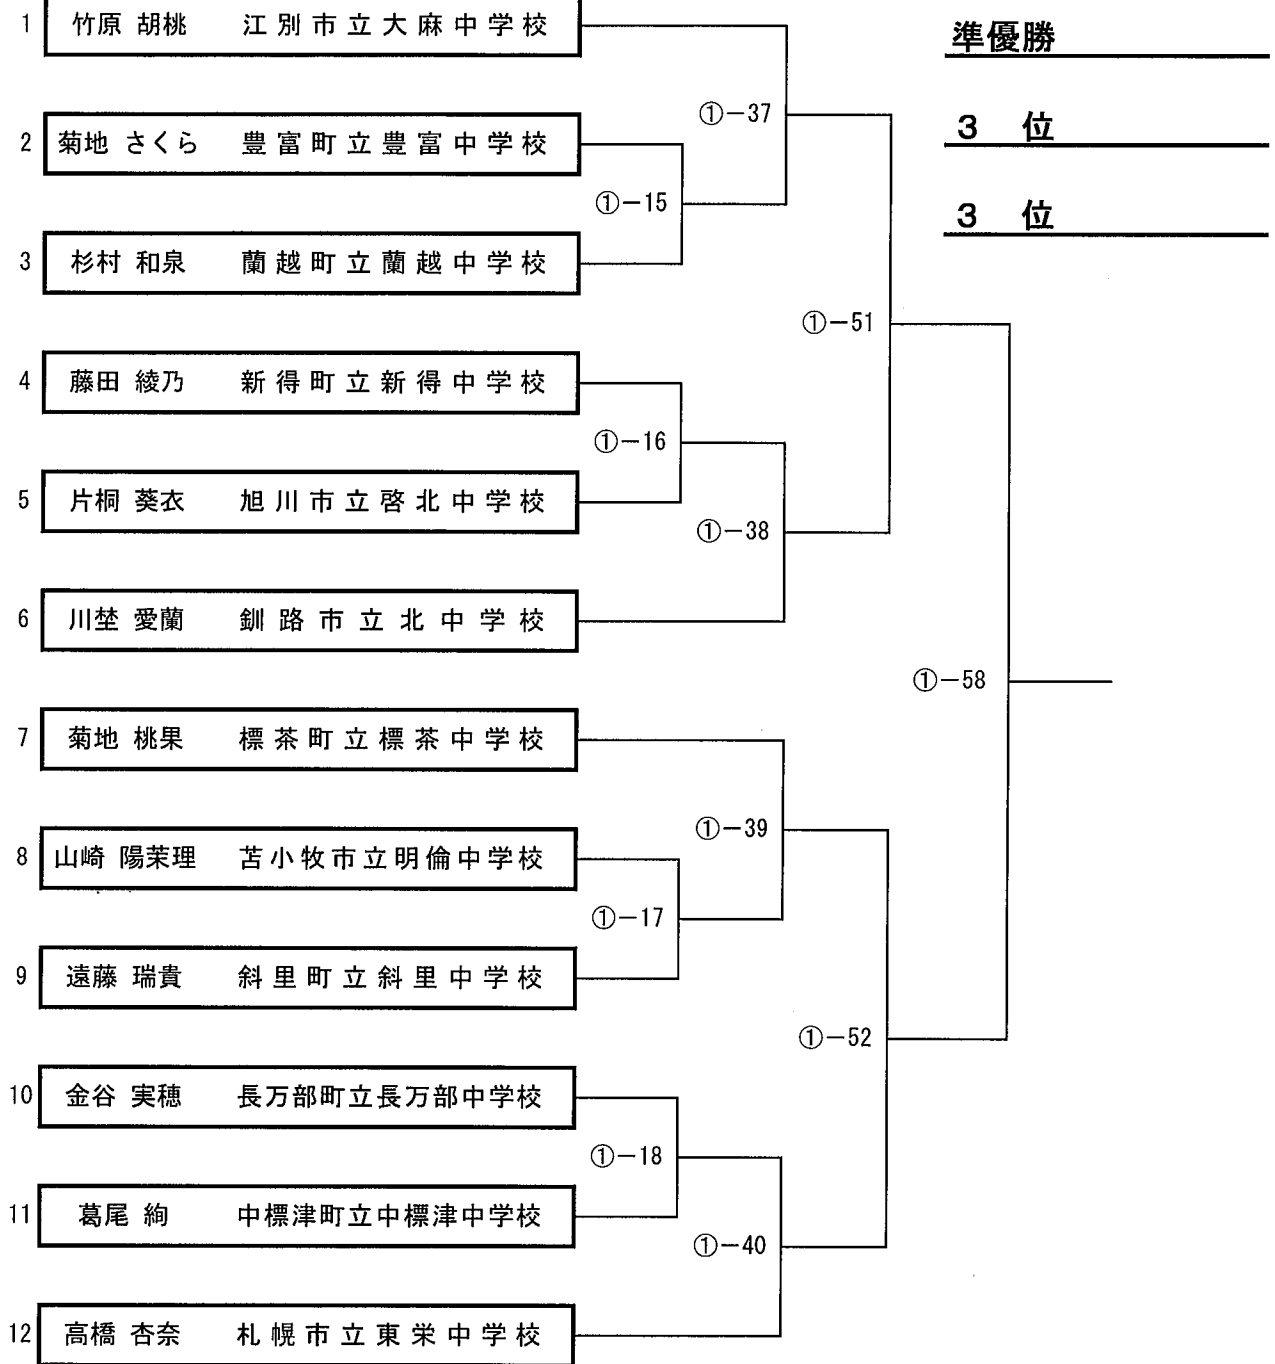 1 竹原 胡桃 江別市立大麻中学校
準優勝
①-37
3 位
2 菊地 さくら 豊富町立豊富中学校
①-15
3 位
3 杉村 和泉 蘭越町立蘭越中学校
①-51
4 藤田 綾乃 新得町立新得中学校
①-16
5 片桐 葵衣 旭川市立啓北中学校
①-38
6 川埜 愛蘭 釧路市立北中学校
①-58
7 菊地 桃果 標茶町立標茶中学校
①-39
8 山崎 陽茉理 苫小牧市立明倫中学校
①-17
9 遠藤 瑞貴 斜里町立斜里中学校
①-52
10 金谷 実穂 長万部町立長万部中学校
①-18
11 葛尾 絢 中標津町立中標津中学校
①-40
12 高橋 杏奈 札幌市立東栄中学校